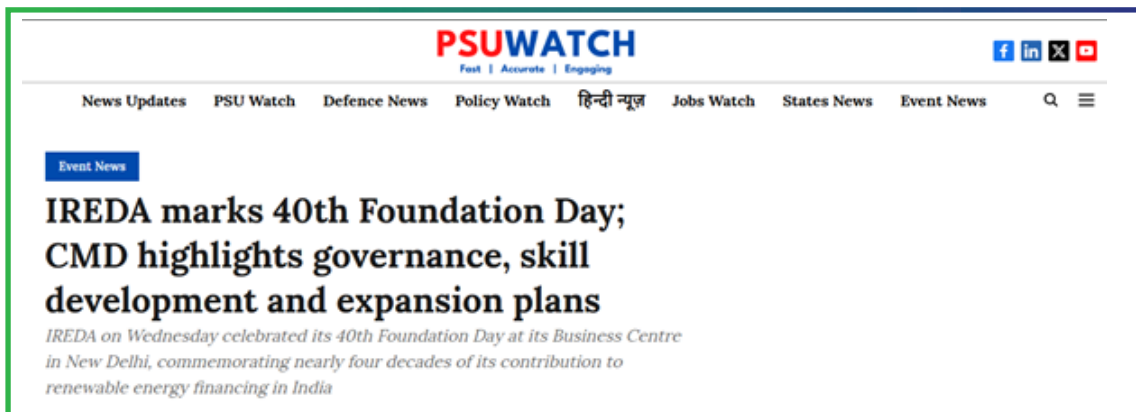 PSUWATCH
Fast | Accurate | Engaging
News Updates PSU Watch Defence News Policy Watch हिन्दी न्यूज़ Jobs Watch States News Event News
Event News
IREDA marks 40th Foundation Day;
CMD highlights governance, skill
development and expansion plans
IREDA on Wednesday celebrated its 40th Foundation Day at its Business Centre
in New Delhi, commemorating nearly four decades of its contribution to
renewable energy financing in India